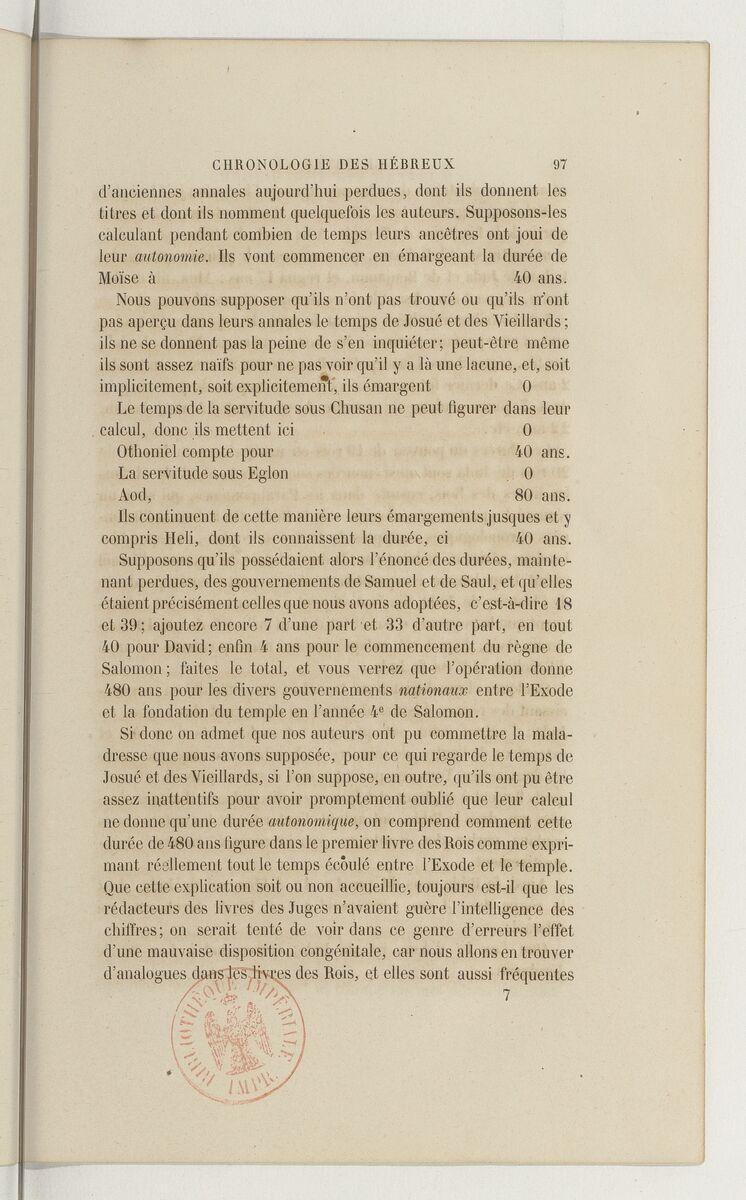 CHRONOLOGIE DES HÉBREUX 97
d'anciennes annales aujourd'hui perdues, dont ils donnent les
titres et dont ils nomment quelquefois les auteurs. Supposons-les
calculant pendant combien de temps leurs ancêtres ont joui de
leur autonomie. Ils vont commencer en émargeant la durée de
Moïse à 40 ans.
Nous pouvons supposer qu'ils n'ont pas trouvé ou qu'ils n'ont
pas aperçu dans leurs annales le temps de Josué et des Vieillards ;
ils ne se donnent pas la peine de s'en inquiéter; peut-être même
ils sont assez naïfs pour ne pas voir qu'il y a là une lacune, et, soit
implicitement, soit explicitement, ils émargent 0
Le temps de la servitude sous Chusan ne peut figurer dans leur
calcul, donc ils mettent ici 0
Othoniel compte pour 40 ans.
La servitude sous Eglon 0
Aod, 80 ans.
Ils continuent de cette manière leurs émargements jusques et y
compris Heli, dont ils connaissent la durée, ci 40 ans.
Supposons qu'ils possédaient alors l'énoncé des durées, mainte-
nant perdues, des gouvernements de Samuel et de Saul, et qu'elles
étaient précisément celles que nous avons adoptées, c'est-à-dire 18
et 39; ajoutez encore 7 d'une part et 33 d'autre part, en tout
40 pour David; enfin 4 ans pour le commencement du règne de
Salomon; faites le total, et vous verrez que l'opération donne
480 ans pour les divers gouvernements nationaux entre l'Exode
et la fondation du temple en l'année 4e de Salomon.
Si donc on admet que nos auteurs ont pu commettre la mala-
dresse que nous avons supposée, pour ce qui regarde le temps de
Josué et des Vieillards, si l'on suppose, en outre, qu'ils ont pu être
assez inattentifs pour avoir promptement oublié que leur calcul
ne donne qu'une durée autonomique, on comprend comment cette
durée de 480 ans figure dans le premier livre des Rois comme expri-
mant réellement tout le temps écoulé entre l'Exode et le temple.
Que cette explication soit ou non accueillie, toujours est-il que les
rédacteurs des livres des Juges n'avaient guère l'intelligence des
chiffres; on serait tenté de voir dans ce genre d'erreurs l'effet
d'une mauvaise disposition congénitale, car nous allons en trouver
d'analogues dans les livres des Rois, et elles sont aussi fréquentes
7
BIBLIOTHÈQUE IMPÉRIALE
IMPR.